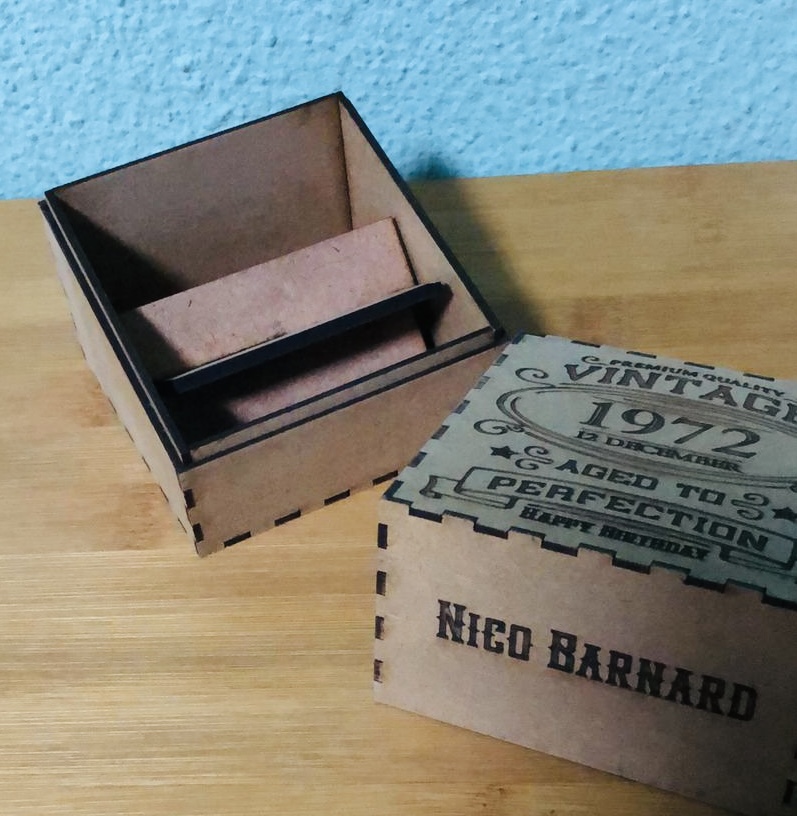 PREMIUM QUALITY
VINTAGE
1972
12 DECEMBER
AGED TO
PERFECTION
HAPPY BIRTHDAY
NICO BARNARD